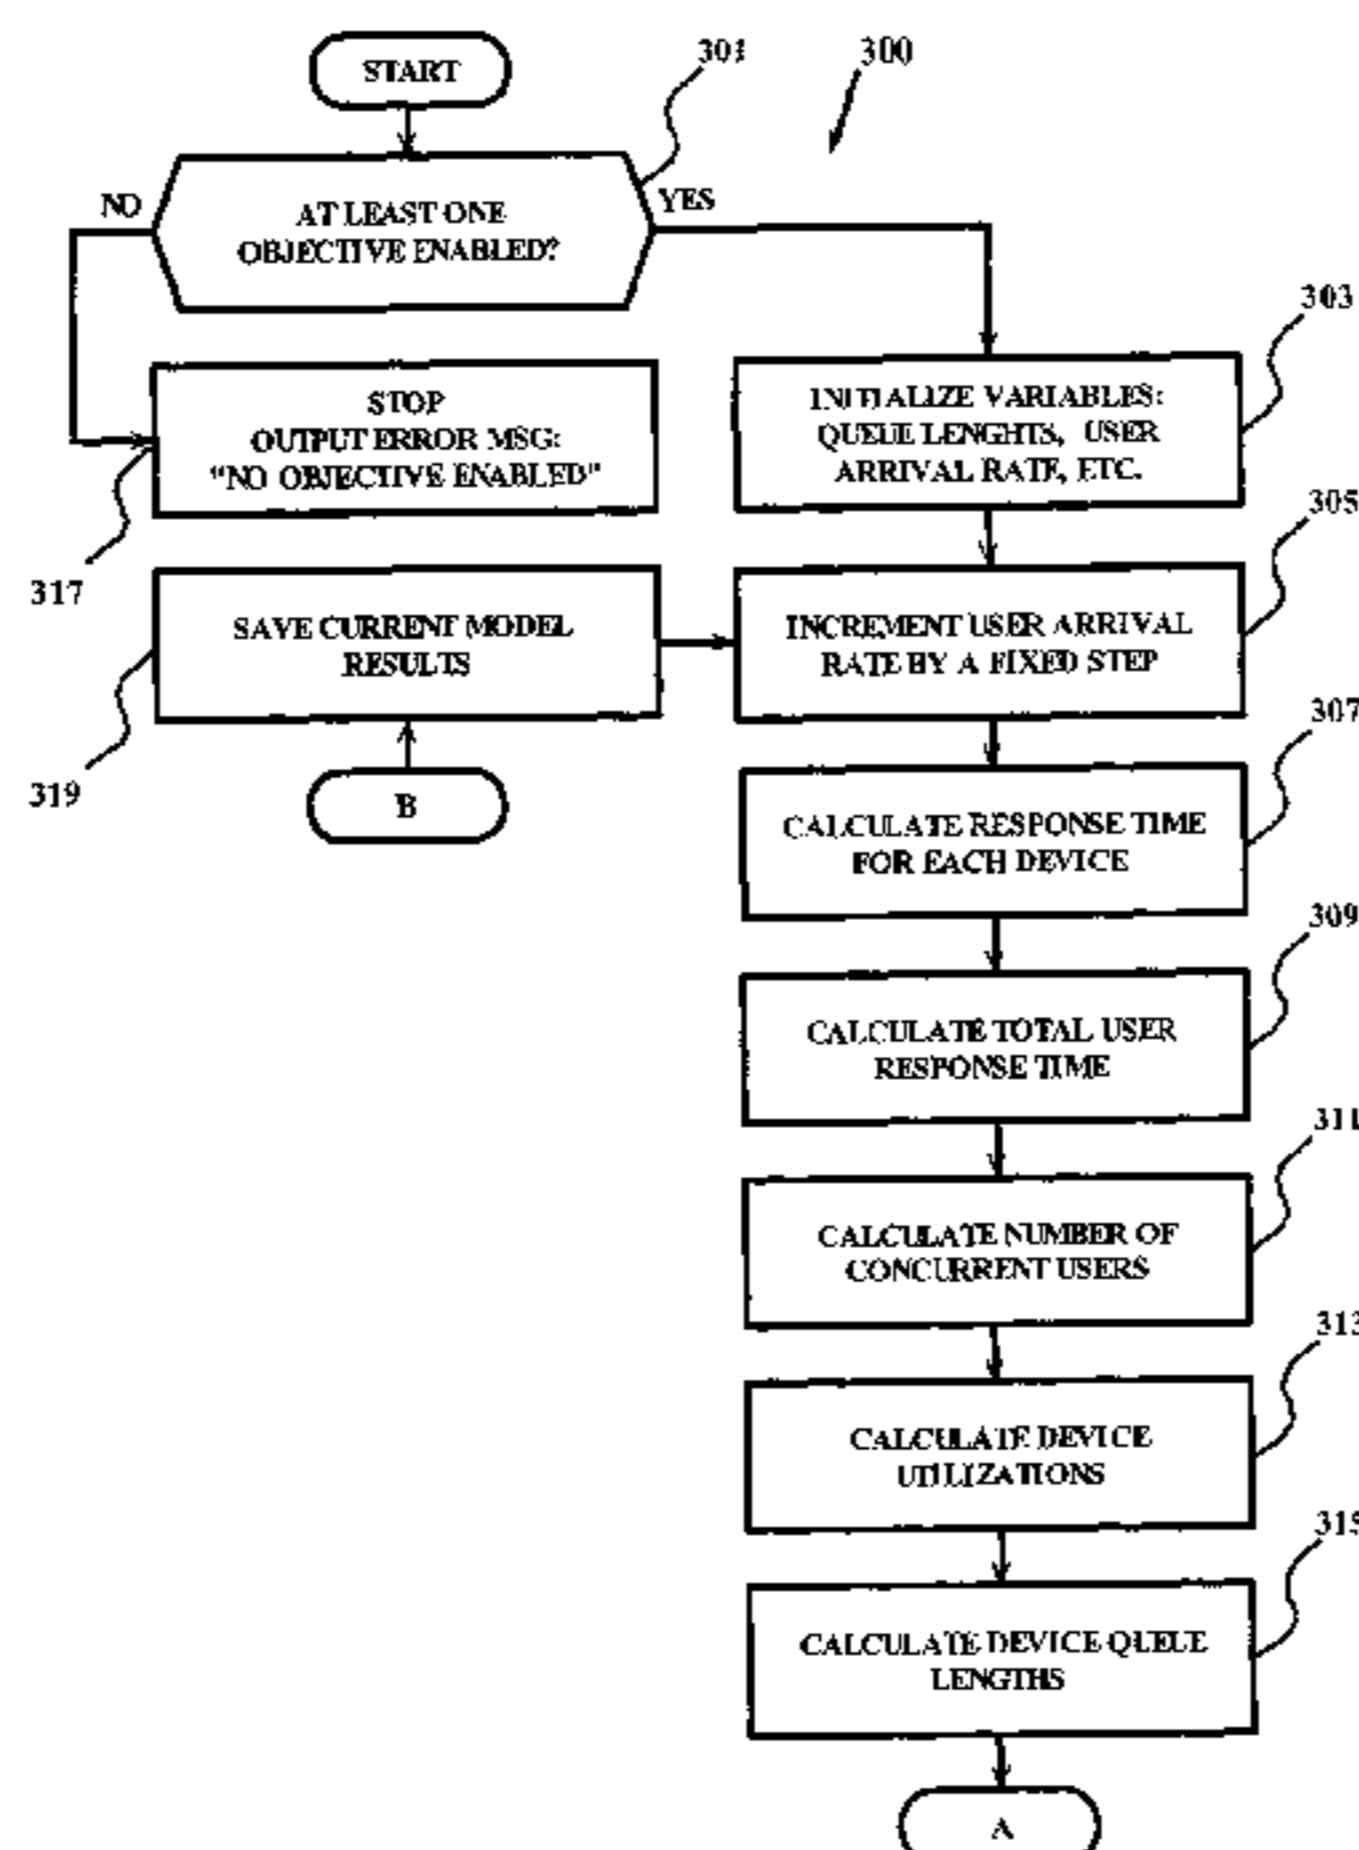 START
301
300
NO
YES
AT LEAST ONE
OBJECTIVE ENABLED?
303
STOP
OUTPUT ERROR MSG:
"NO OBJECTIVE ENABLED"
317
INITIALIZE VARIABLES:
QUEUE LENGHTS, USER
ARRIVAL RATE, ETC.
305
SAVE CURRENT MODEL
RESULTS
319
INCREMENT USER ARRIVAL
RATE BY A FIXED STEP
307
B
CALCULATE RESPONSE TIME
FOR EACH DEVICE
309
CALCULATE TOTAL USER
RESPONSE TIME
311
CALCULATE NUMBER OF
CONCURRENT USERS
313
CALCULATE DEVICE
UTILIZATIONS
315
CALCULATE DEVICE QUEUE
LENGTHS
A